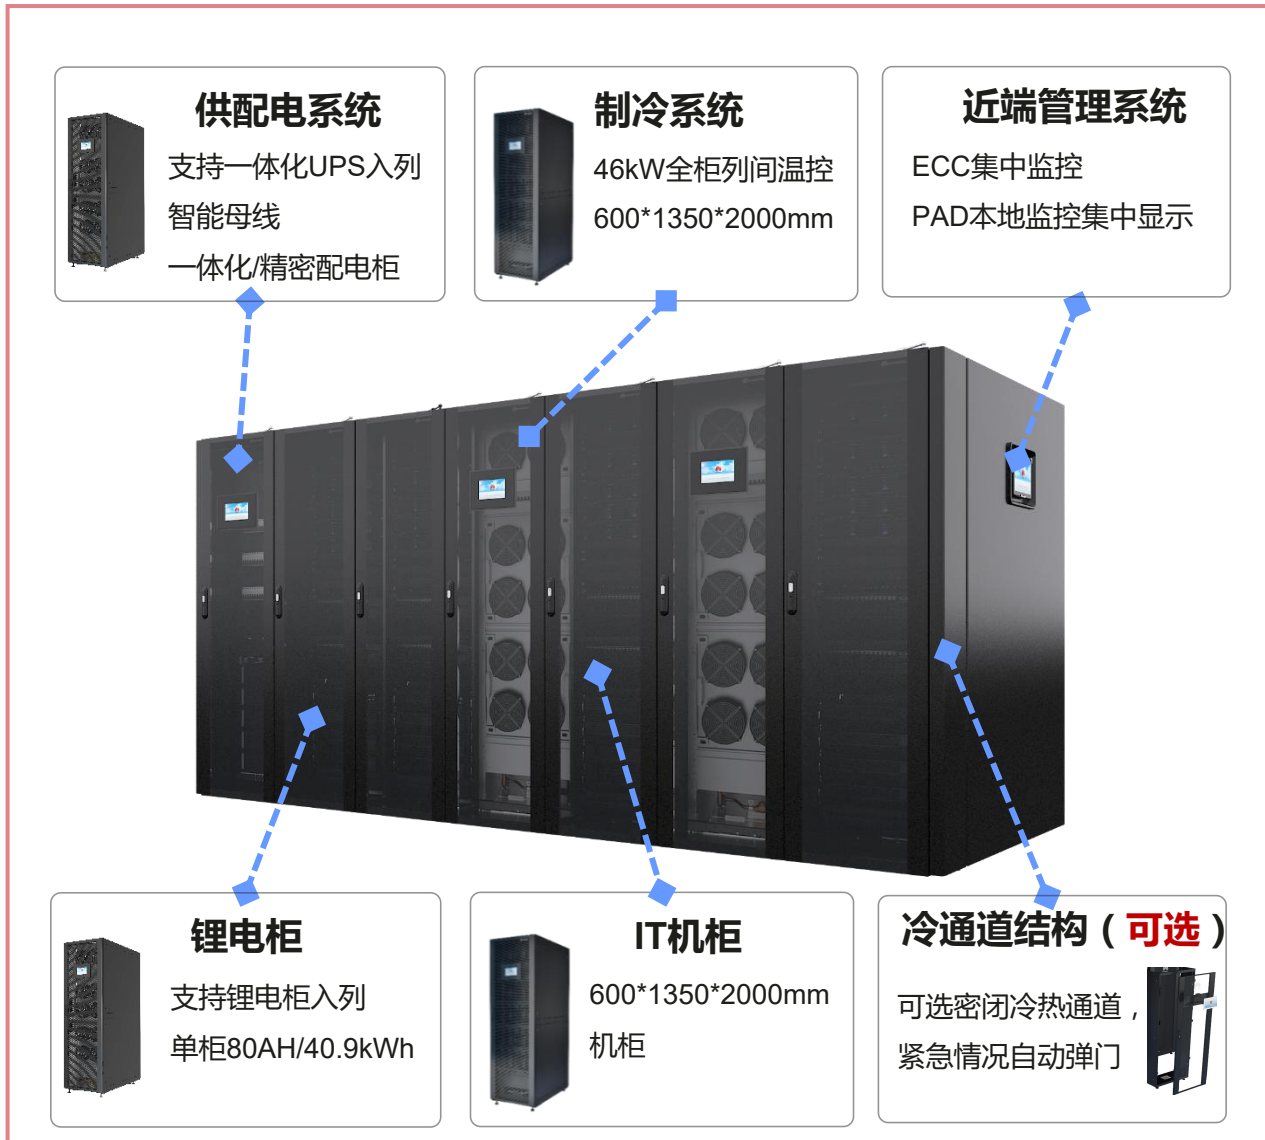 供配电系统
支持一体化UPS入列
智能母线
一体化/精密配电柜
制冷系统
46kW全柜列间温控
600*1350*2000mm
近端管理系统
ECC集中监控
PAD本地监控集中显示
锂电柜
支持锂电柜入列
单柜80AH/40.9kWh
IT机柜
600*1350*2000mm
机柜
冷通道结构（可选）
可选密闭冷热通道，
紧急情况自动弹门